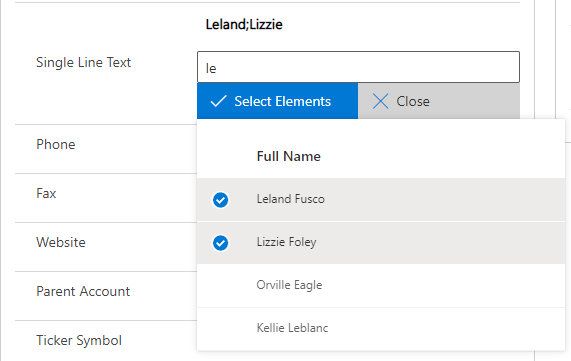 Leland;Lizzie
Single Line Text
le
Select Elements
Close
Phone
Full Name
Fax
Leland Fusco
Website
Lizzie Foley
Parent Account
Orville Eagle
Ticker Symbol
Kellie Leblanc